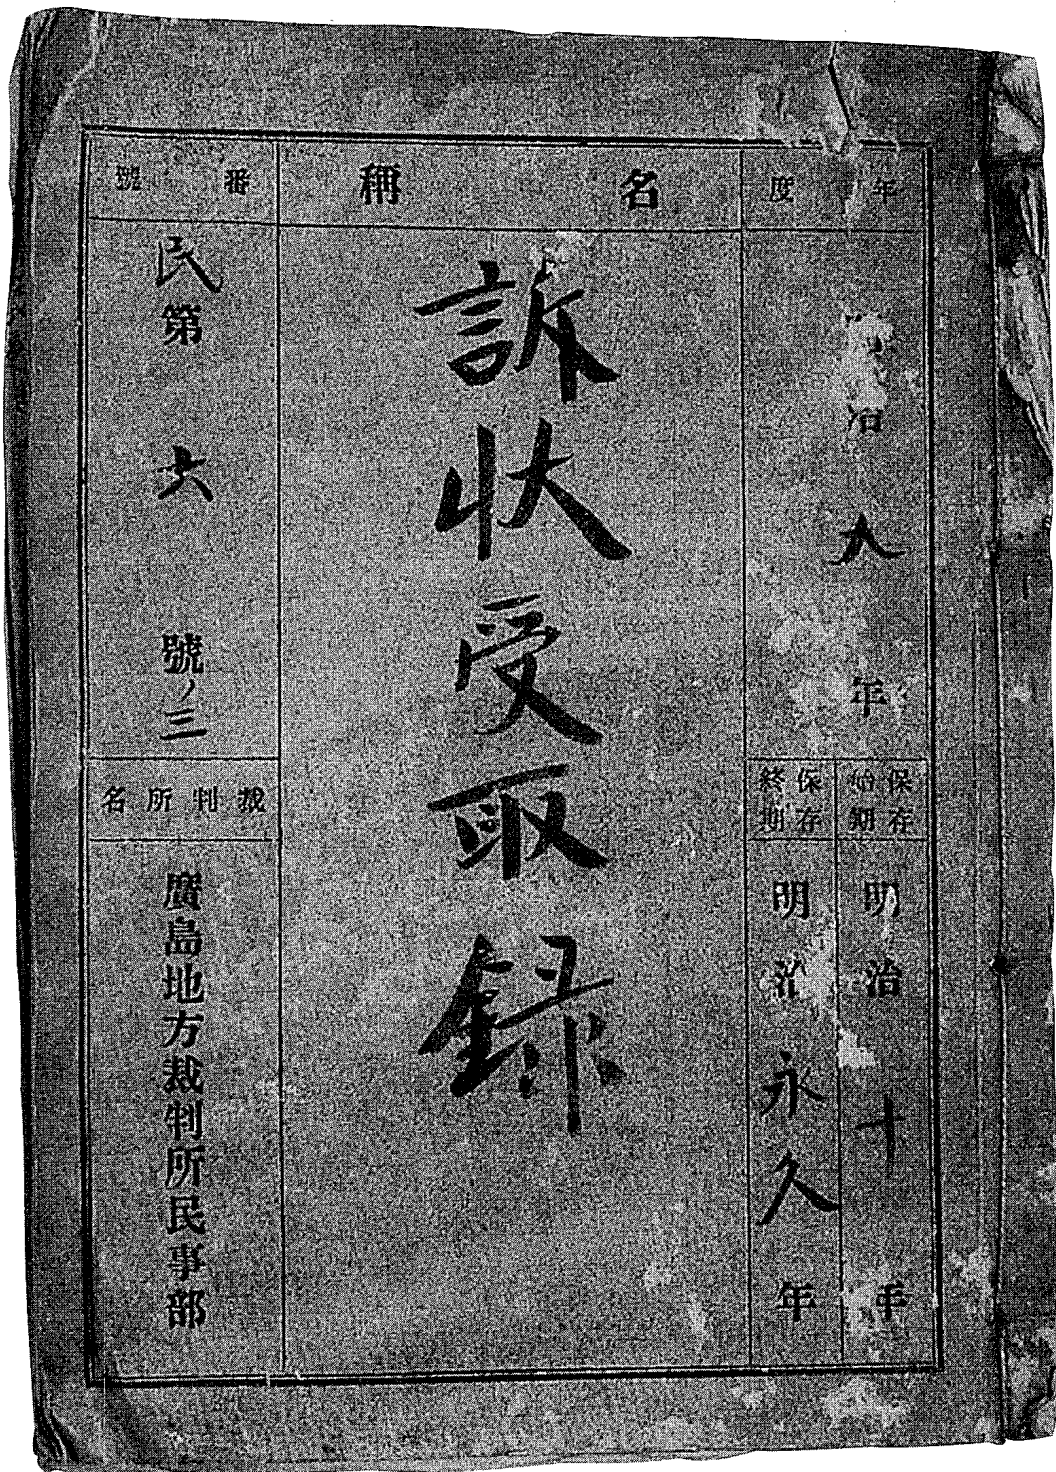 年度
治九年
保存始期
明治十年
保存終期
明治永久年
名稱
訴状受取録
番號
民第六號ノ三
裁判所名
廣島地方裁判所民事部